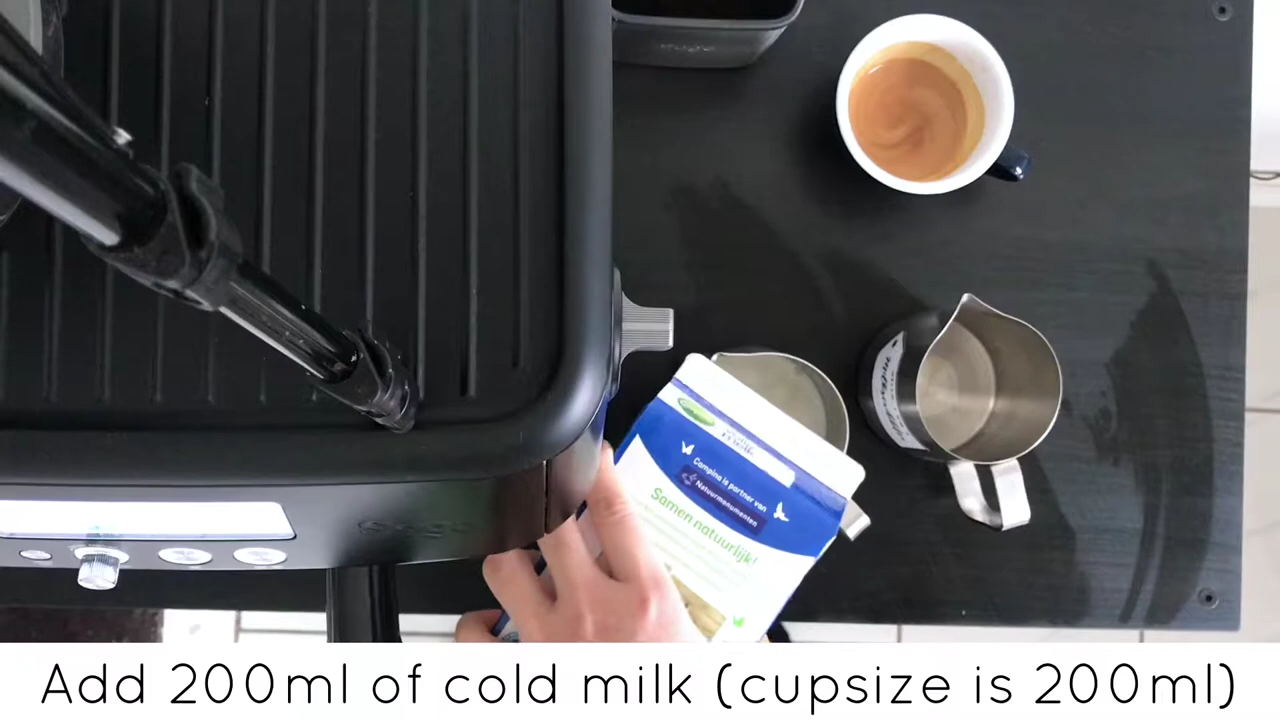 Campina is partner van
Natuurmonumenten
Samen natuurlijk!
Add 200ml of cold milk (cupsize is 200ml)